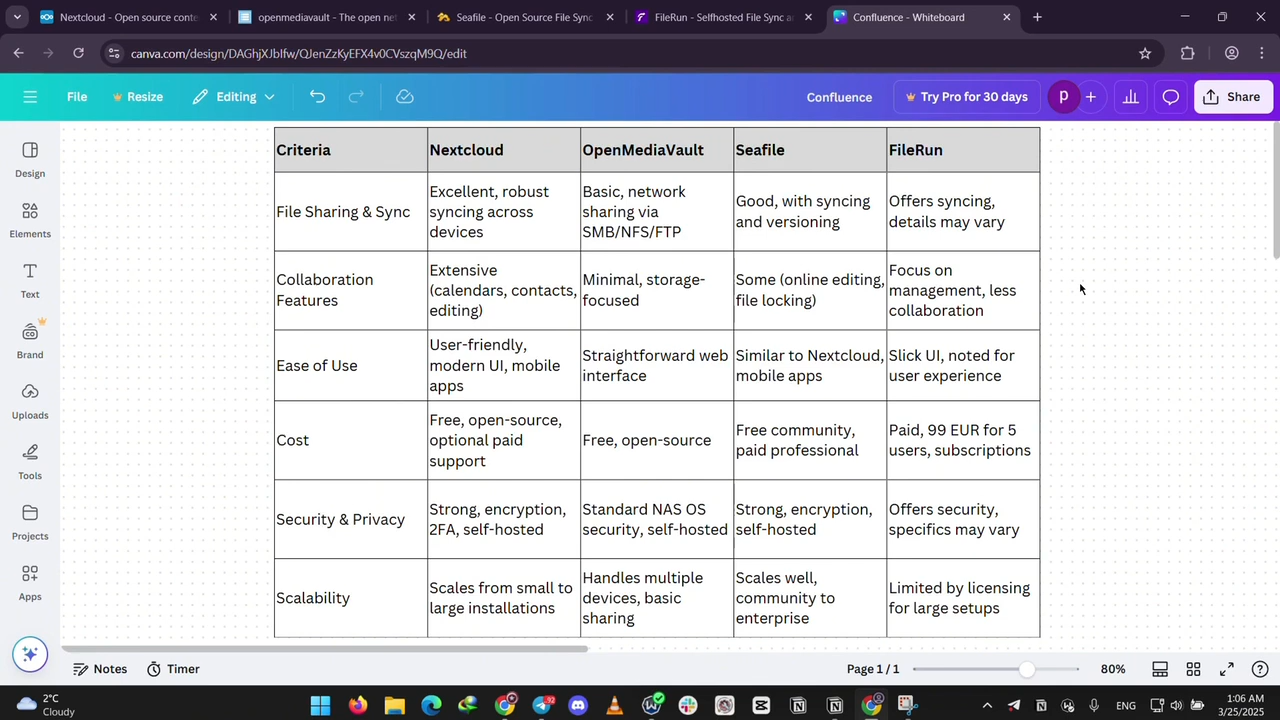 Nextcloud - Open source conte
openmediavault - The open net
Seafile - Open Source File Sync
FileRun - Selfhosted File Sync a
Confluence - Whiteboard
canva.com/design/DAGhjXJbIfw/QJenZzKyEFX4v0CVszqM9Q/edit
File
Resize
Editing
Confluence
Try Pro for 30 days
p
Share
Design
Elements
Text
Brand
Uploads
Tools
Projects
Apps
Criteria
Nextcloud
OpenMediaVault
Seafile
FileRun
File Sharing & Sync
Excellent, robust
syncing across
devices
Basic, network
sharing via
SMB/NFS/FTP
Good, with syncing
and versioning
Offers syncing,
details may vary
Collaboration
Features
Extensive
(calendars, contacts,
editing)
Minimal, storage-
focused
Some (online editing,
file locking)
Focus on
management, less
collaboration
Ease of Use
User-friendly,
modern UI, mobile
apps
Straightforward web
interface
Similar to Nextcloud,
mobile apps
Slick UI, noted for
user experience
Cost
Free, open-source,
optional paid
support
Free, open-source
Free community,
paid professional
Paid, 99 EUR for 5
users, subscriptions
Security & Privacy
Strong, encryption,
2FA, self-hosted
Standard NAS OS
security, self-hosted
Strong, encryption,
self-hosted
Offers security,
specifics may vary
Scalability
Scales from small to
large installations
Handles multiple
devices, basic
sharing
Scales well,
community to
enterprise
Limited by licensing
for large setups
Notes
Timer
Page 1 / 1
80%
2°C
Cloudy
ENG
1:06 AM
3/25/2025